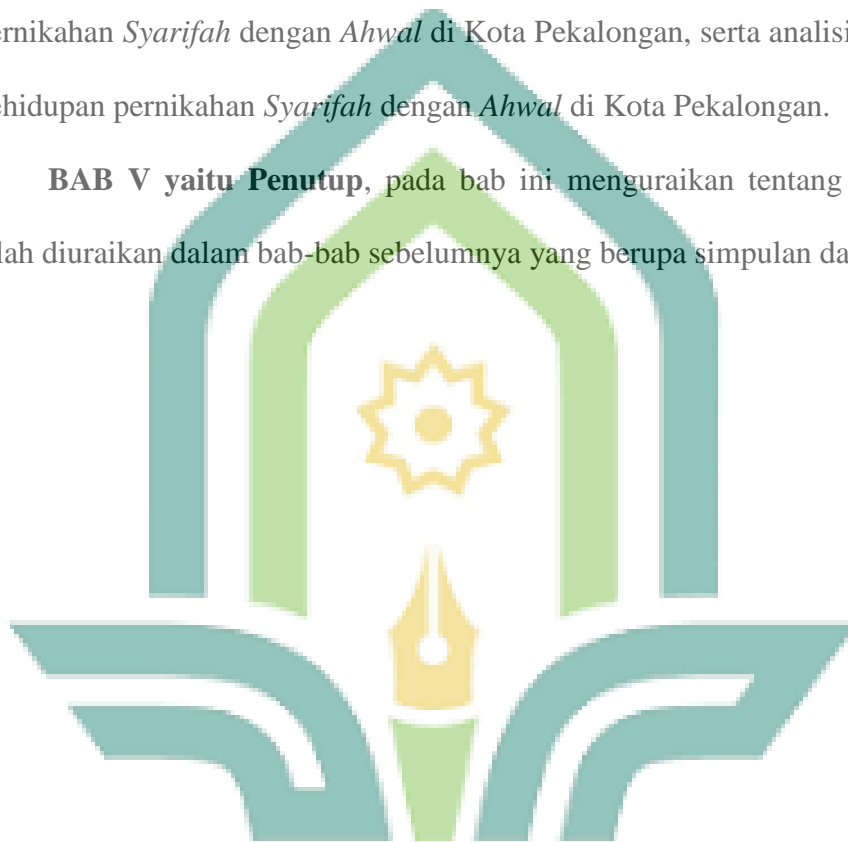 ernikahan Syarifah dengan Ahwal di Kota Pekalongan, serta analisi
ehidupan pernikahan Syarifah dengan Ahwal di Kota Pekalongan.
BAB V yaitu Penutup, pada bab ini menguraikan tentang
lah diuraikan dalam bab-bab sebelumnya yang berupa simpulan da